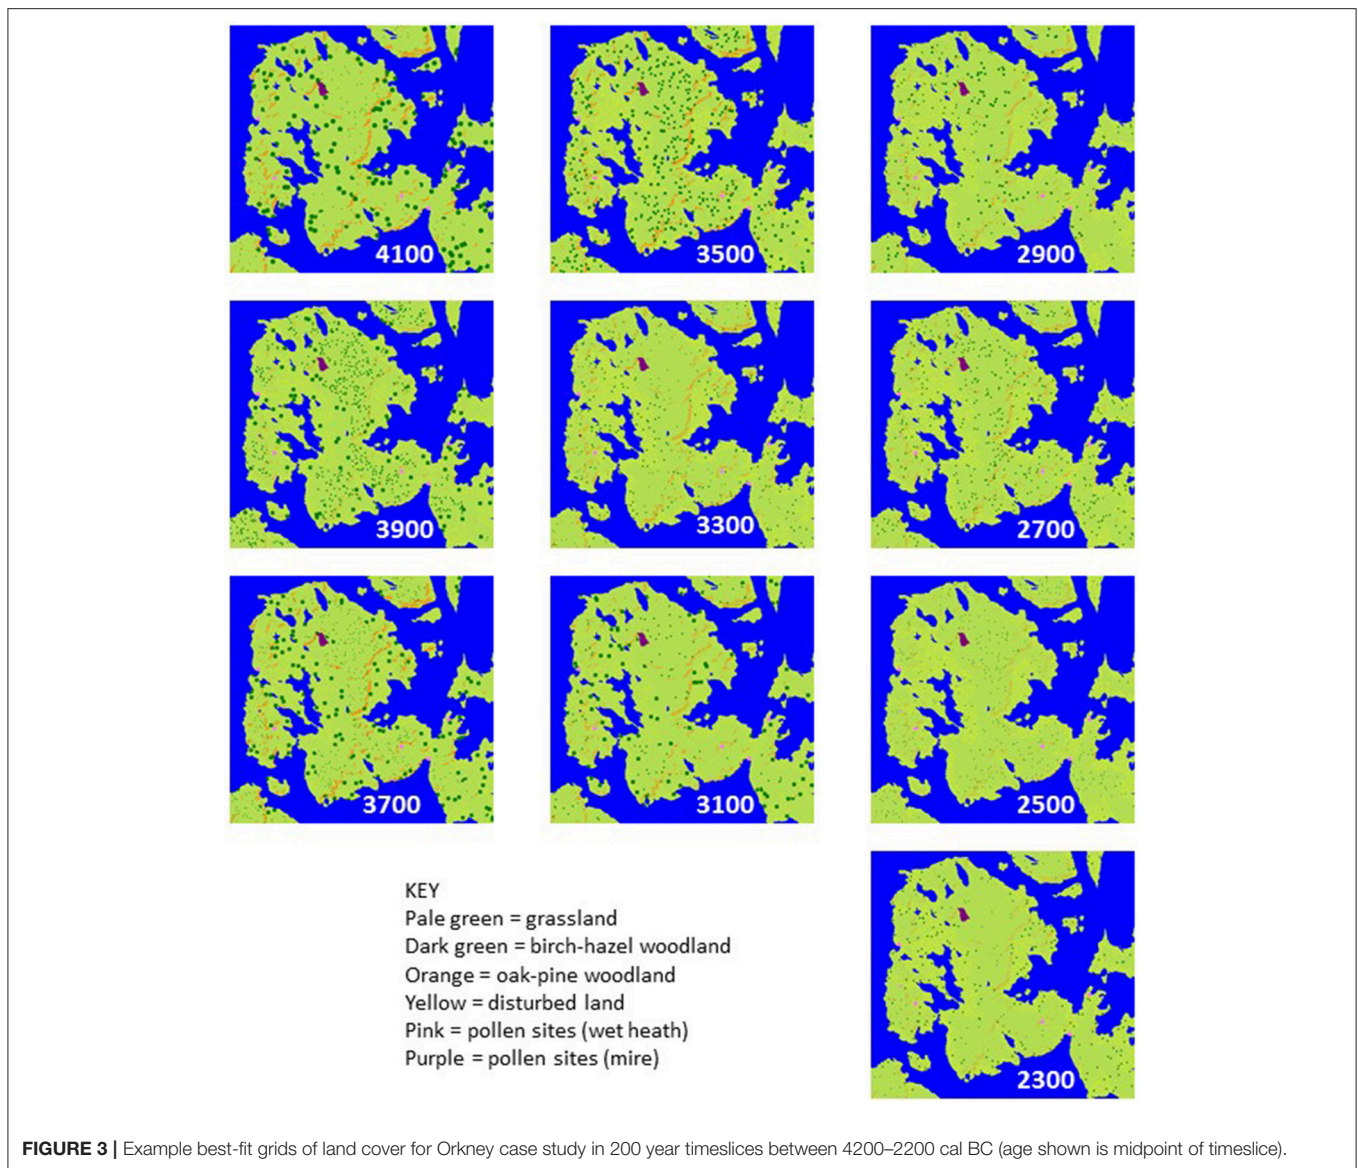 4100
3500
2900
3900
3300
2700
3700
3100
2500
KEY
Pale green = grassland
Dark green = birch-hazel woodland
Orange = oak-pine woodland
Yellow = disturbed land
Pink = pollen sites (wet heath)
Purple = pollen sites (mire)
2300
FIGURE 3 | Example best-fit grids of land cover for Orkney case study in 200 year timeslices between 4200–2200 cal BC (age shown is midpoint of timeslice).